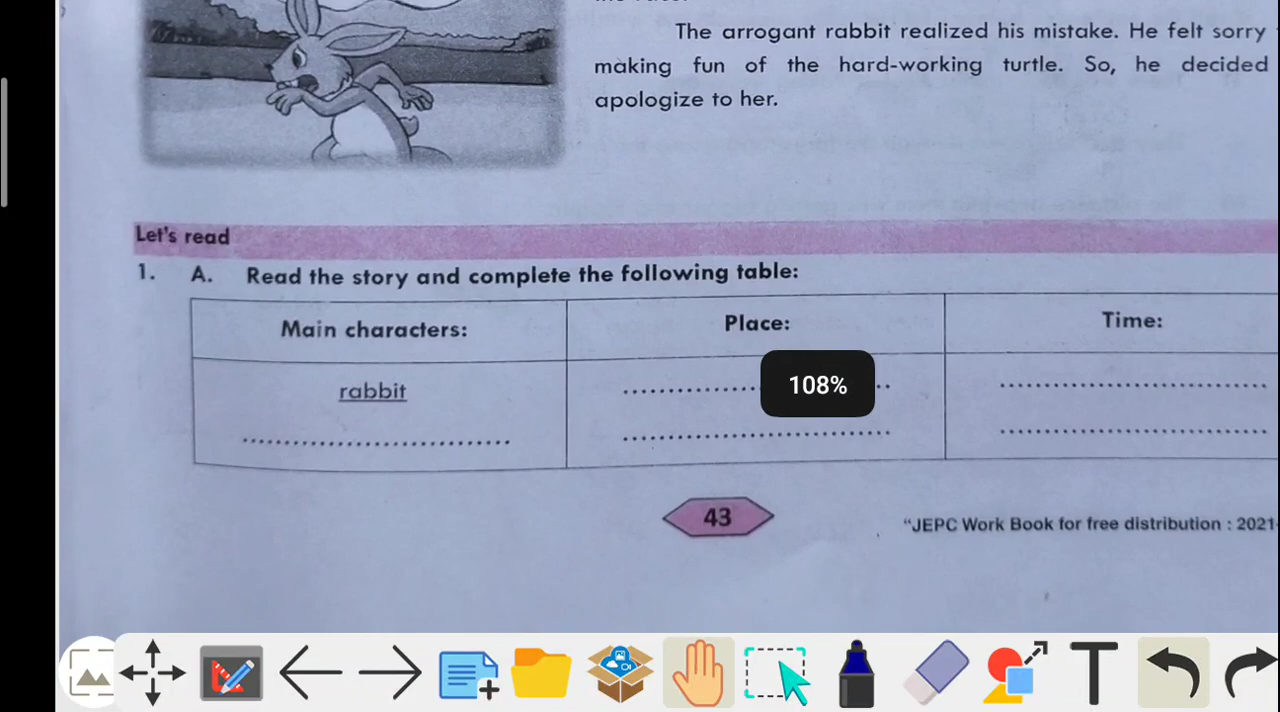 The arrogant rabbit realized his mistake. He felt sorry
making fun of the hard-working turtle. So, he decided
apologize to her.
Let's read
1. A. Read the story and complete the following table:
Main characters: Place: Time:
rabbit
108%
43
“JEPC Work Book for free distribution : 2021-
T